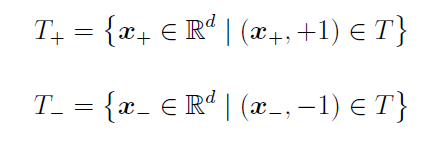 T₊ = {𝒙₊ ∈ ℝᵈ | (𝒙₊, +1) ∈ T}
T₋ = {𝒙₋ ∈ ℝᵈ | (𝒙₋, −1) ∈ T}